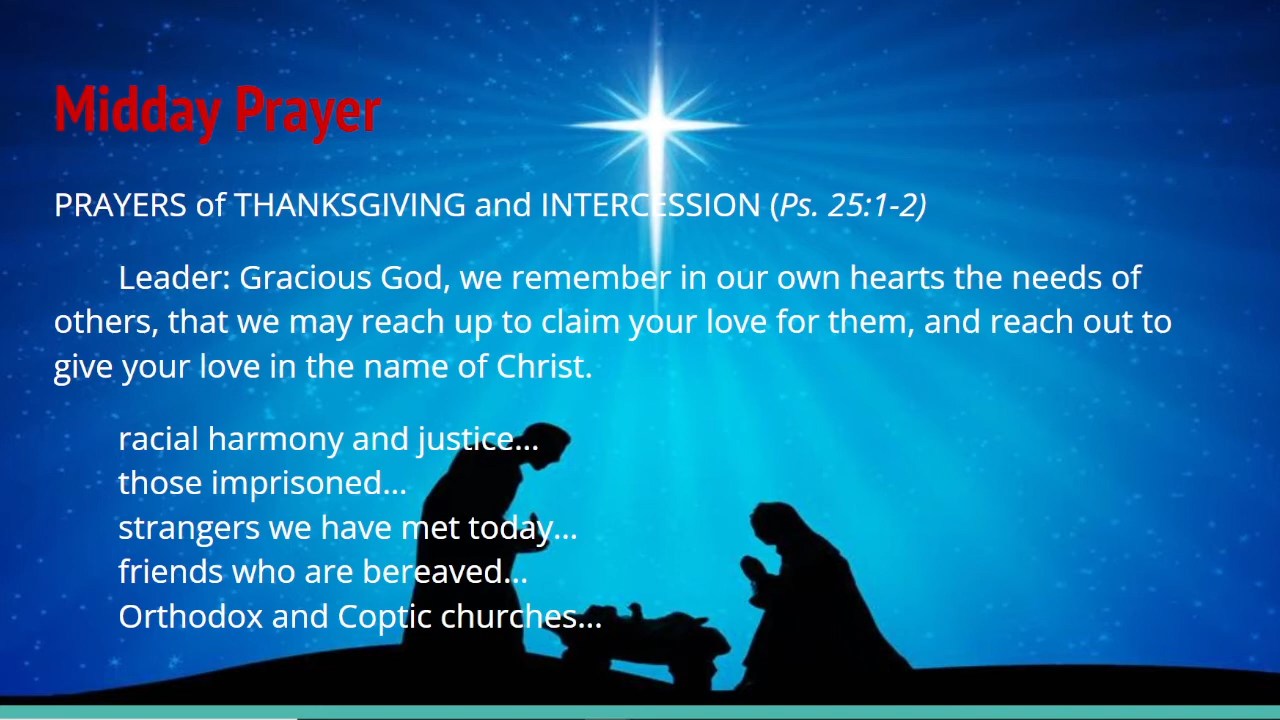 Midday Prayer
PRAYERS of THANKSGIVING and INTERCESSION (Ps. 25:1-2)
Leader: Gracious God, we remember in our own hearts the needs of
others, that we may reach up to claim your love for them, and reach out to
give your love in the name of Christ.
racial harmony and justice...
those imprisoned...
strangers we have met today...
friends who are bereaved...
Orthodox and Coptic churches...